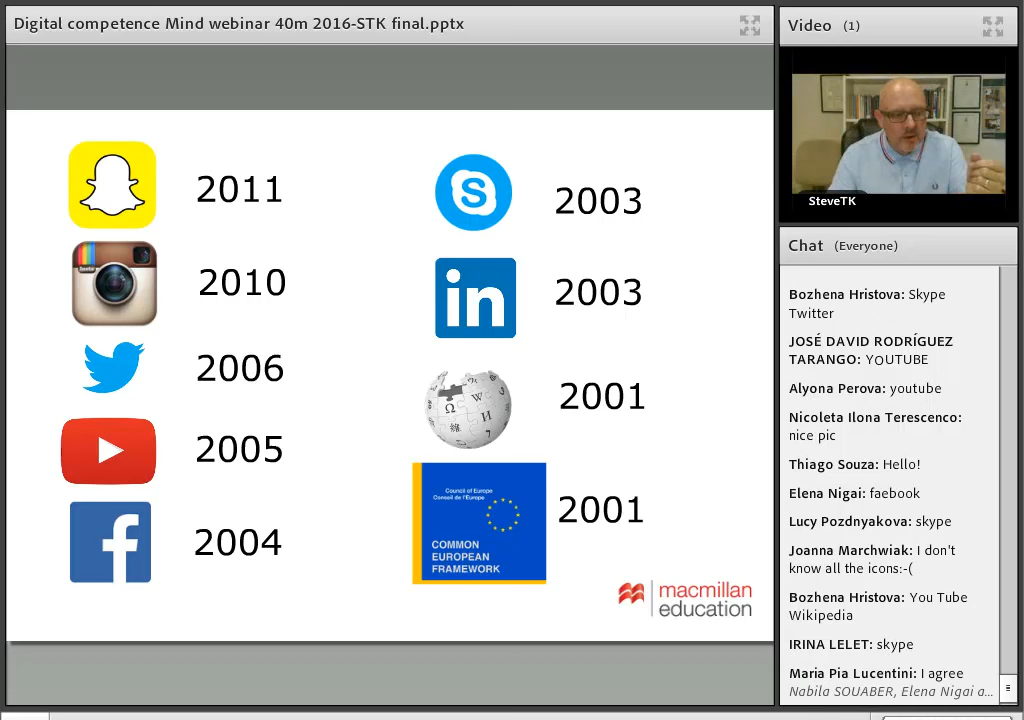 Digital competence Mind webinar 40m 2016-STK final.pptx
2011
2010
2006
2005
2004
2003
in
2003
2001
Council of Europe
Conseil de l'Europe
COMMON
EUROPEAN
FRAMEWORK
2001
macmillan
education
Video (1)
SteveTK
Chat (Everyone)
Bozhena Hristova: Skype
Twitter
JOSÉ DAVID RODRÍGUEZ
TARANGO: YOUTUBE
Alyona Perova: youtube
Nicoleta Ilona Terescenco:
nice pic
Thiago Souza: Hello!
Elena Nigai: faebook
Lucy Pozdnyakova: skype
Joanna Marchwiak: I don't
know all the icons:-(
Bozhena Hristova: You Tube
Wikipedia
IRINA LELET: skype
Maria Pia Lucentini: I agree
Nabila SOUABER, Elena Nigai a...